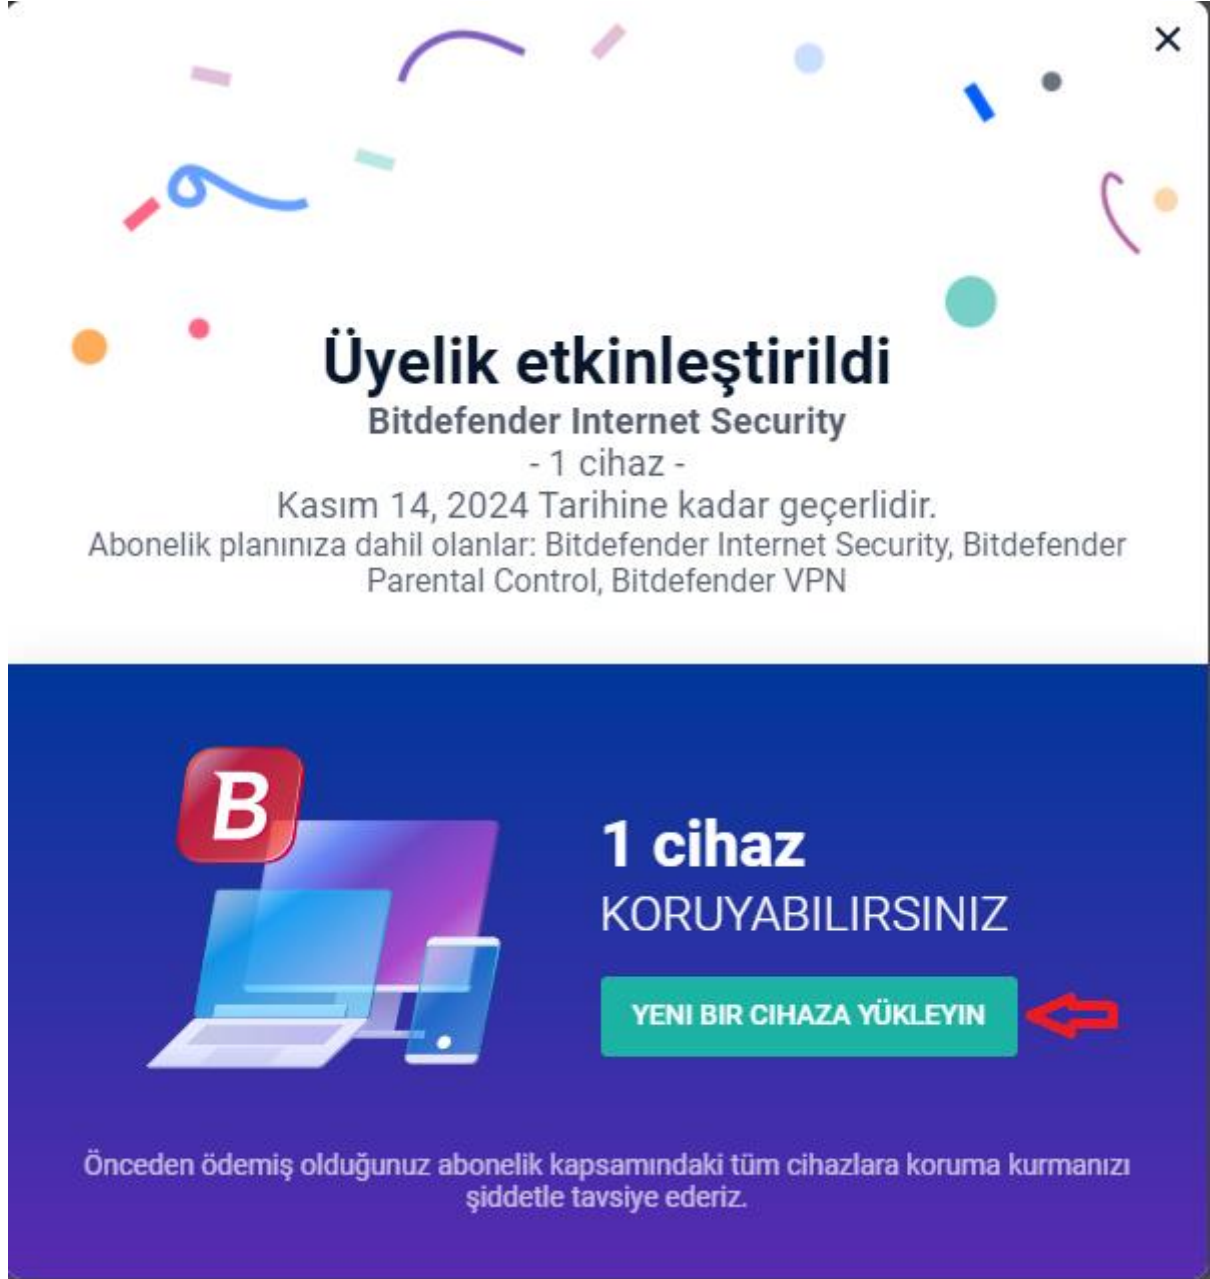 Üyelik etkinleştirildi
Bitdefender Internet Security
- 1 cihaz -
Kasım 14, 2024 Tarihine kadar geçerlidir.
Abonelik planınıza dahil olanlar: Bitdefender Internet Security, Bitdefender
Parental Control, Bitdefender VPN
B
1 cihaz
KORUYABILIRSINIZ
YENI BIR CIHAZA YÜKLEYIN
Önceden ödemiş olduğunuz abonelik kapsamındaki tüm cihazlara koruma kurmanızı
şiddetle tavsiye ederiz.